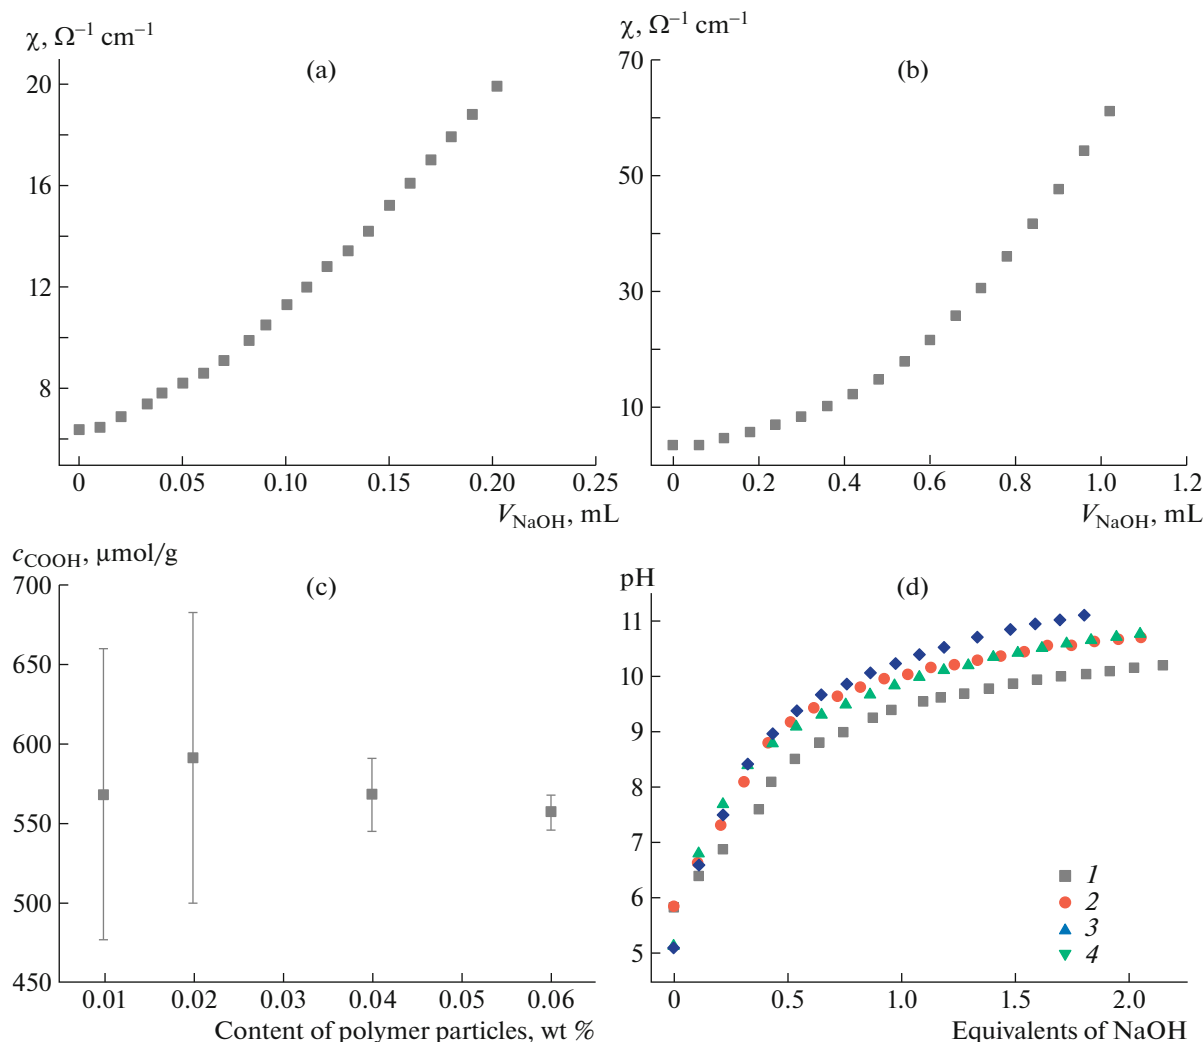 χ, Ω⁻¹ cm⁻¹
(a)
20
16
12
8
0 0.05 0.10 0.15 0.20 0.25
V_NaOH, mL
χ, Ω⁻¹ cm⁻¹
(b)
70
50
30
10
0 0.2 0.4 0.6 0.8 1.0 1.2
V_NaOH, mL
c_COOH, μmol/g
(c)
700
650
600
550
500
450
0.01 0.02 0.03 0.04 0.05 0.06
Content of polymer particles, wt %
pH
(d)
11
10
9
8
7
6
5
1
2
3
4
0 0.5 1.0 1.5 2.0
Equivalents of NaOH